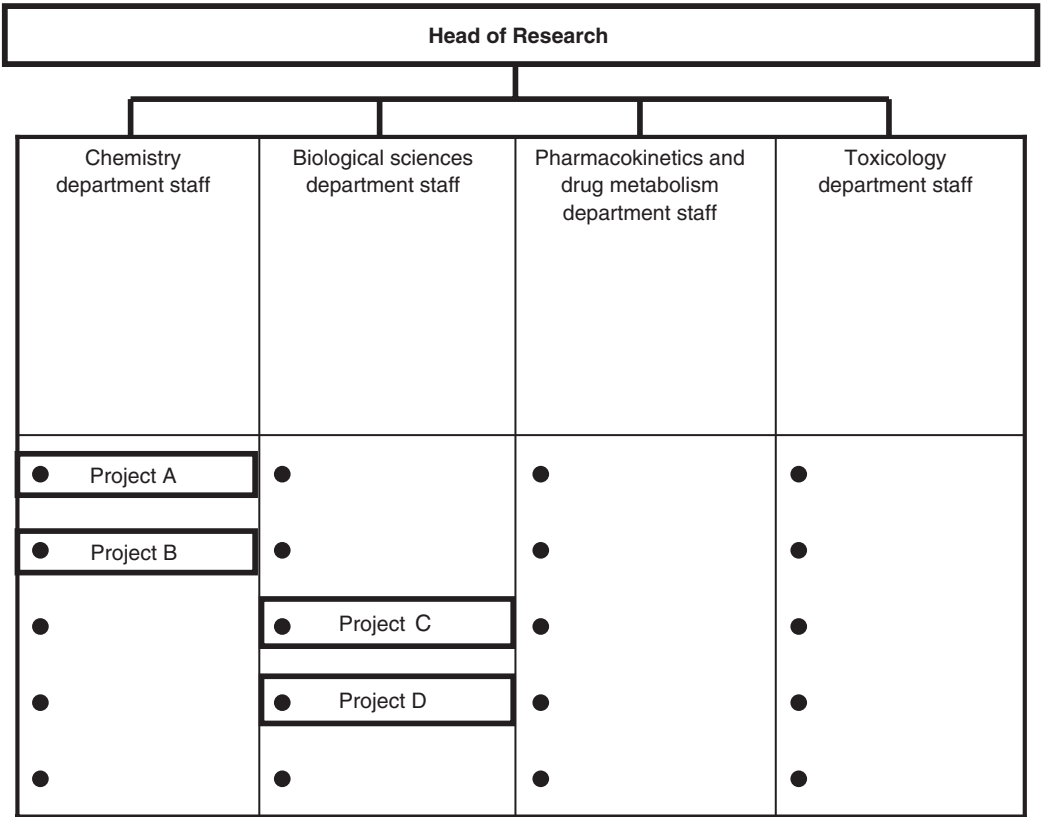 Head of Research
Chemistry
department staff
Biological sciences
department staff
Pharmacokinetics and
drug metabolism
department staff
Toxicology
department staff
Project A
Project B
Project C
Project D